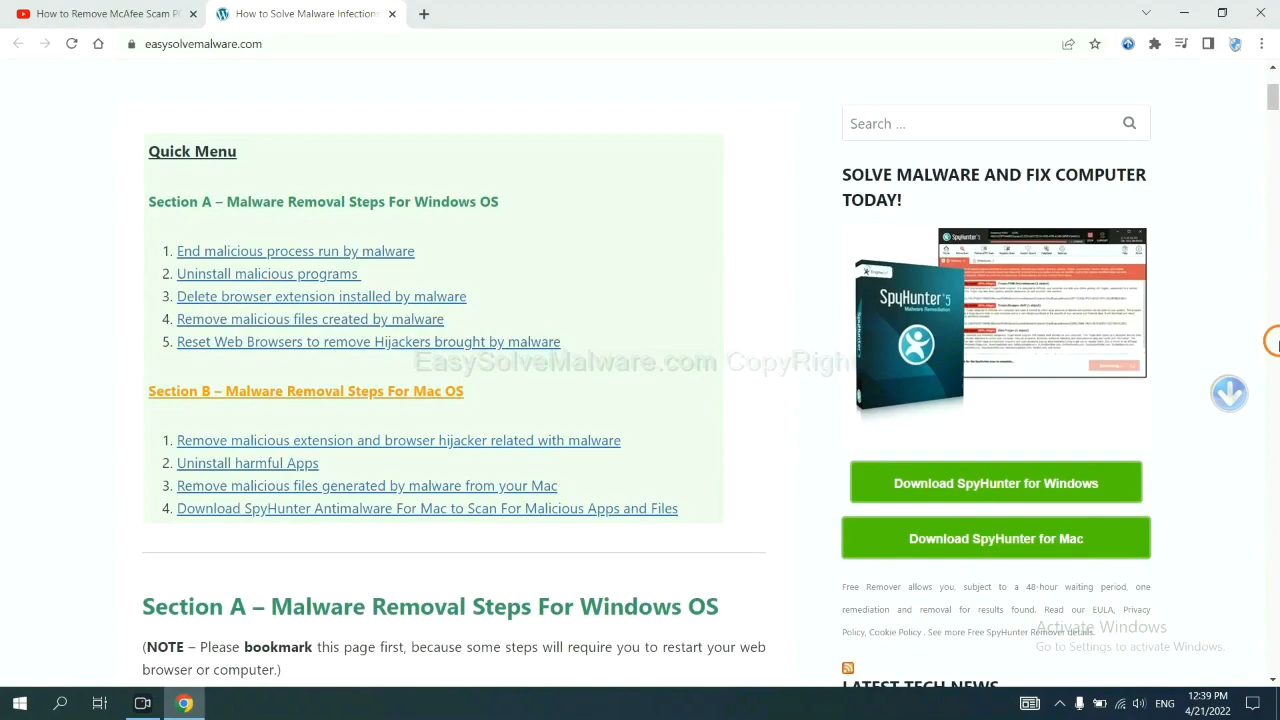 How to Remove Pck Scam
How to Solve Malware Infections
easysolvemalware.com
Search ...
Quick Menu
SOLVE MALWARE AND FIX COMPUTER
TODAY!
Section A – Malware Removal Steps For Windows OS
SpyHunter 5
1. End malicious process run by malware
2. Uninstall malicious programs
3. Delete browser extension installed by malware
SpyHunter 5
Malware Remediation
4. Remove malicious files created by malware
5. Reset Web Browsers to remove Hijackers brought by malware
CopyRigh
Section B – Malware Removal Steps For Mac OS
1. Remove malicious extension and browser hijacker related with malware
2. Uninstall harmful Apps
Download SpyHunter for Windows
3. Remove malicious files generated by malware from your Mac
4. Download SpyHunter Antimalware For Mac to Scan For Malicious Apps and Files
Download SpyHunter for Mac
Free Remover allows you, subject to a 48-hour waiting period, one
remediation and removal for results found. Read our EULA, Privacy
Policy, Cookie Policy . See more Free SpyHunter Remover details.
Section A – Malware Removal Steps For Windows OS
Activate Windows
Go to Settings to activate Windows.
(NOTE – Please bookmark this page first, because some steps will require you to restart your web
browser or computer.)
LATEST TECH NEWS
ENG
12:39 PM
4/21/2022